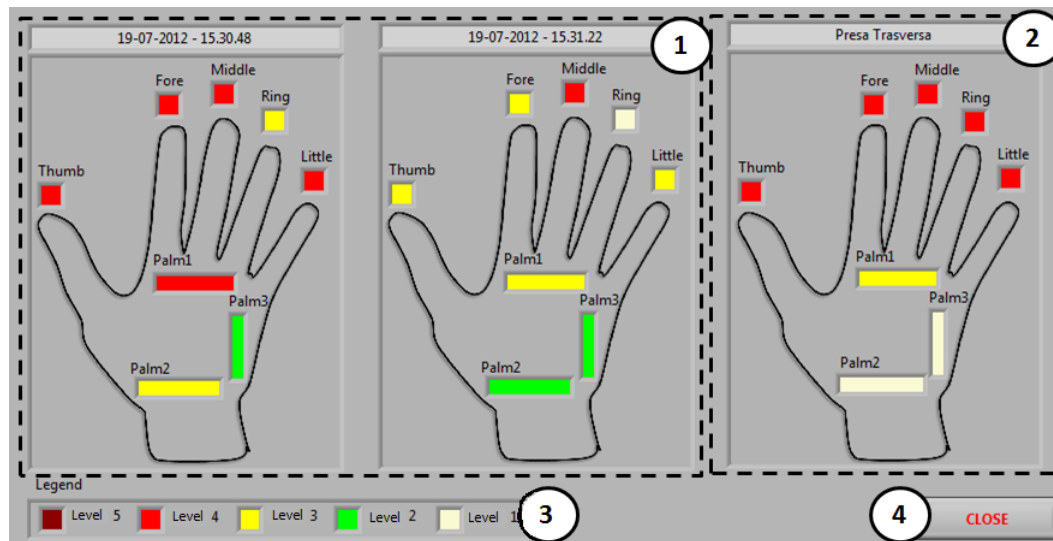 19-07-2012 - 15.30.48
Fore
Middle
Ring
Thumb
Little
Palm1
Palm3
Palm2
19-07-2012 - 15.31.22
1
Fore
Middle
Ring
Thumb
Little
Palm1
Palm3
Palm2
Presa Trasversa
2
Fore
Middle
Ring
Thumb
Little
Palm1
Palm3
Palm2
Legend
Level 5
Level 4
Level 3
Level 2
Level 1
3
4
CLOSE